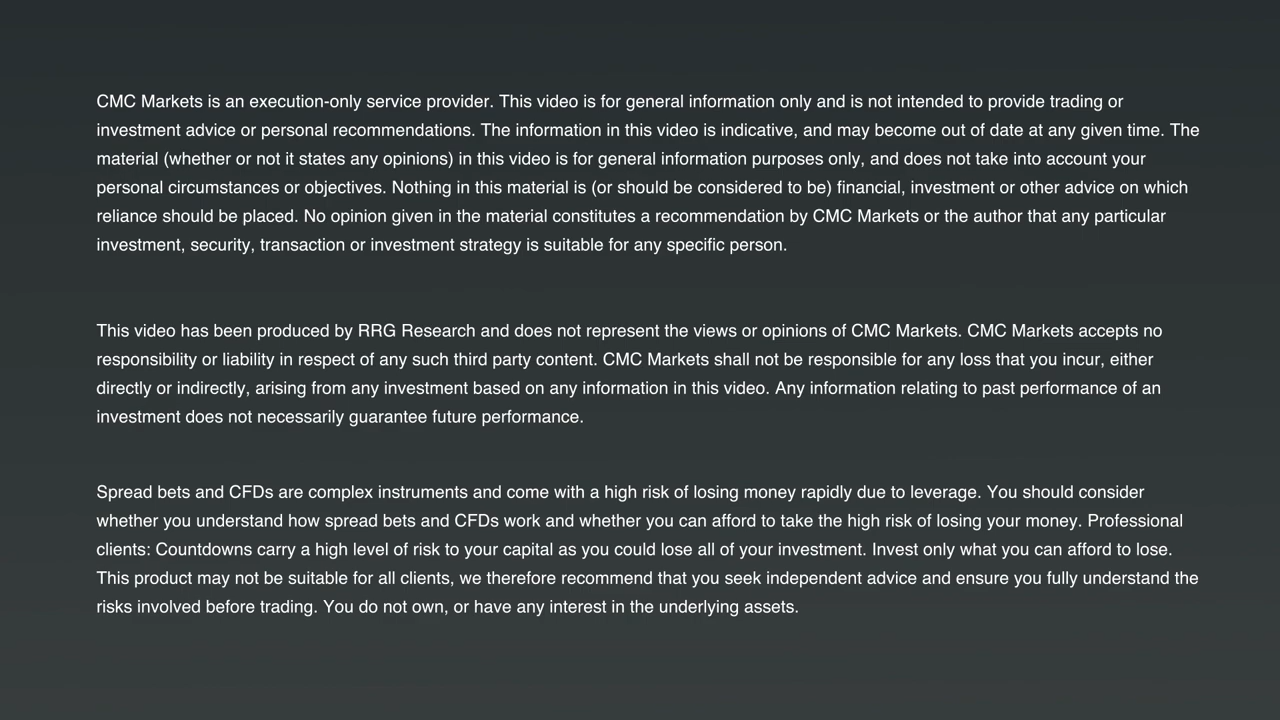 CMC Markets is an execution-only service provider. This video is for general information only and is not intended to provide trading or
investment advice or personal recommendations. The information in this video is indicative, and may become out of date at any given time. The
material (whether or not it states any opinions) in this video is for general information purposes only, and does not take into account your
personal circumstances or objectives. Nothing in this material is (or should be considered to be) financial, investment or other advice on which
reliance should be placed. No opinion given in the material constitutes a recommendation by CMC Markets or the author that any particular
investment, security, transaction or investment strategy is suitable for any specific person.
This video has been produced by RRG Research and does not represent the views or opinions of CMC Markets. CMC Markets accepts no
responsibility or liability in respect of any such third party content. CMC Markets shall not be responsible for any loss that you incur, either
directly or indirectly, arising from any investment based on any information in this video. Any information relating to past performance of an
investment does not necessarily guarantee future performance.
Spread bets and CFDs are complex instruments and come with a high risk of losing money rapidly due to leverage. You should consider
whether you understand how spread bets and CFDs work and whether you can afford to take the high risk of losing your money. Professional
clients: Countdowns carry a high level of risk to your capital as you could lose all of your investment. Invest only what you can afford to lose.
This product may not be suitable for all clients, we therefore recommend that you seek independent advice and ensure you fully understand the
risks involved before trading. You do not own, or have any interest in the underlying assets.